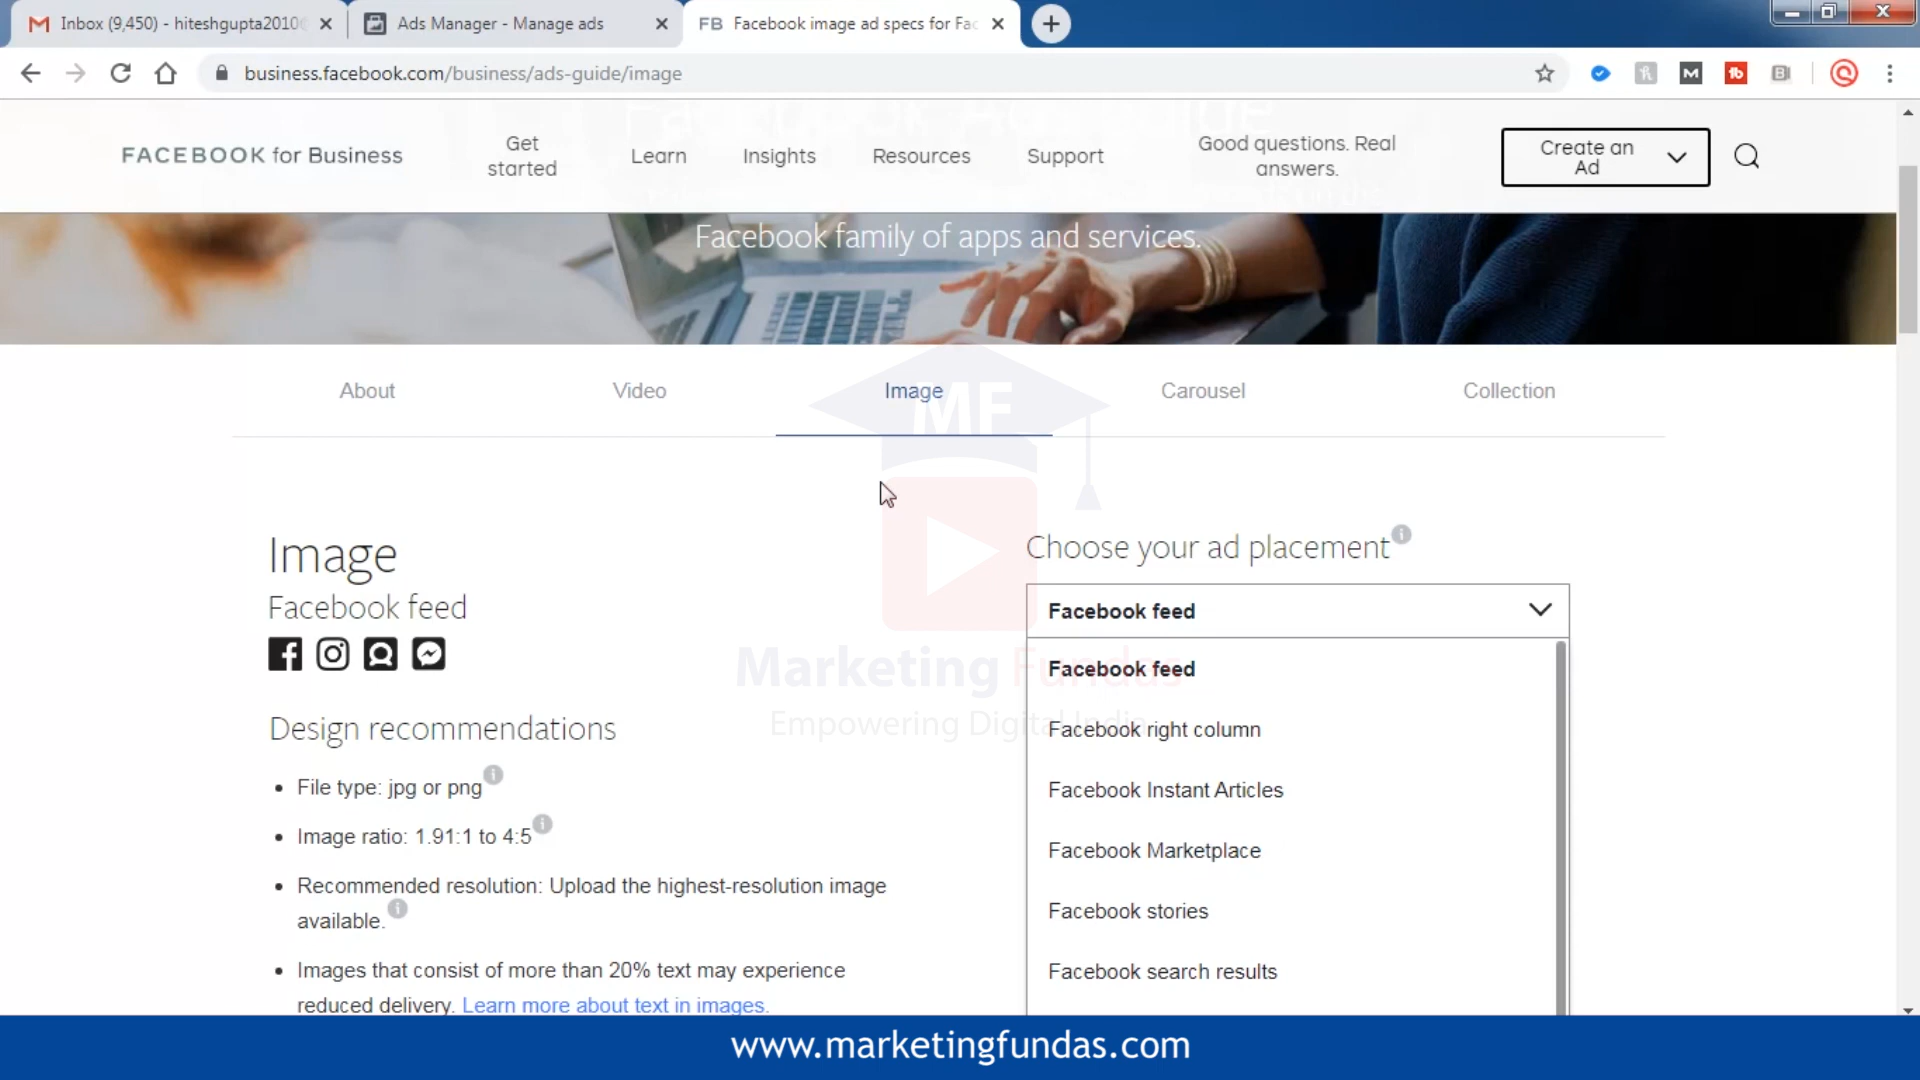 Inbox (9,450) - hiteshgupta2010
Ads Manager - Manage ads
FB Facebook image ad specs for Fac
business.facebook.com/business/ads-guide/image
FACEBOOK for Business
Get started
Learn
Insights
Resources
Support
Good questions. Real answers.
Create an Ad
Facebook family of apps and services.
About
Video
Image
Carousel
Collection
MF
Marketing Fundas
Empowering Digital India
Image
Facebook feed
Choose your ad placement
Facebook feed
Facebook feed
Facebook right column
Facebook Instant Articles
Facebook Marketplace
Facebook stories
Facebook search results
Design recommendations
File type: jpg or png
Image ratio: 1.91:1 to 4:5
Recommended resolution: Upload the highest-resolution image
available.
Images that consist of more than 20% text may experience
reduced delivery. Learn more about text in images.
www.marketingfundas.com